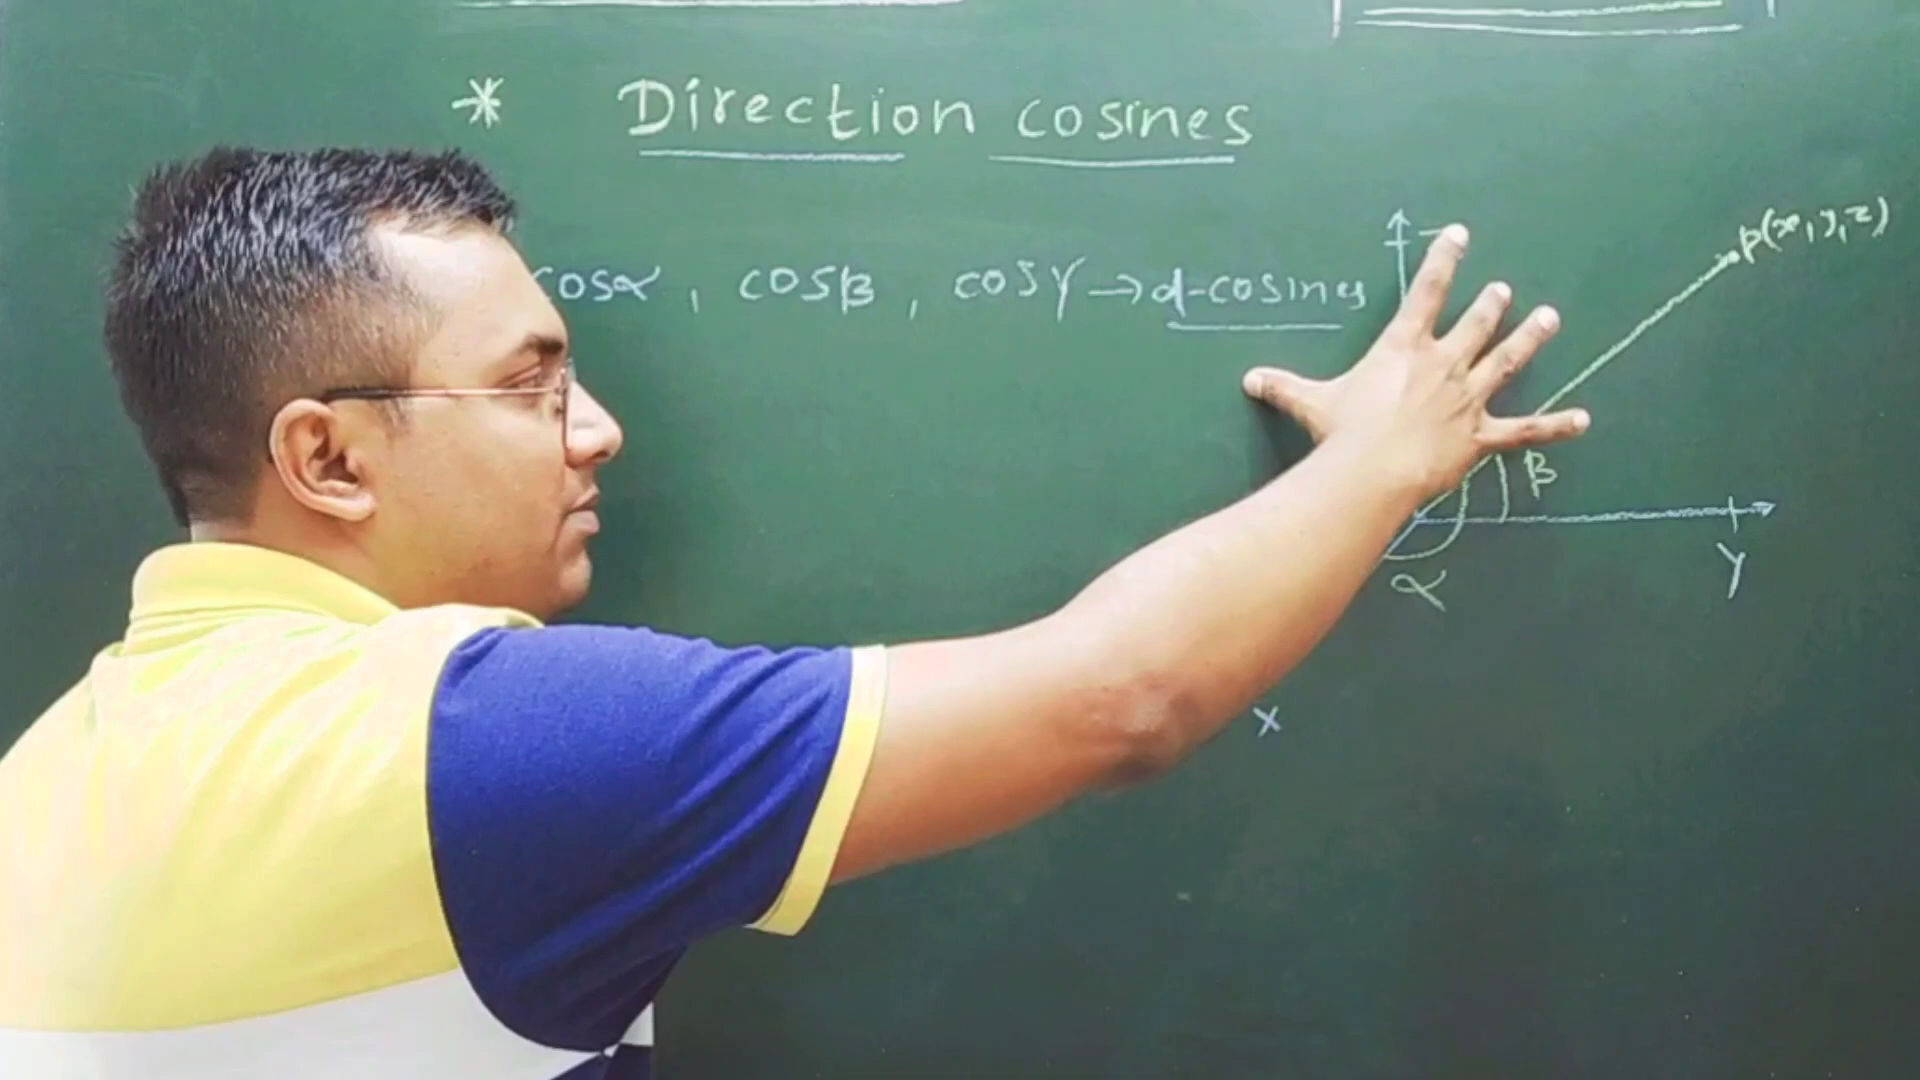 * Direction cosines
cosα, cosβ, cosγ → d-cosines
P(x, y, z)
β
α
Y
X